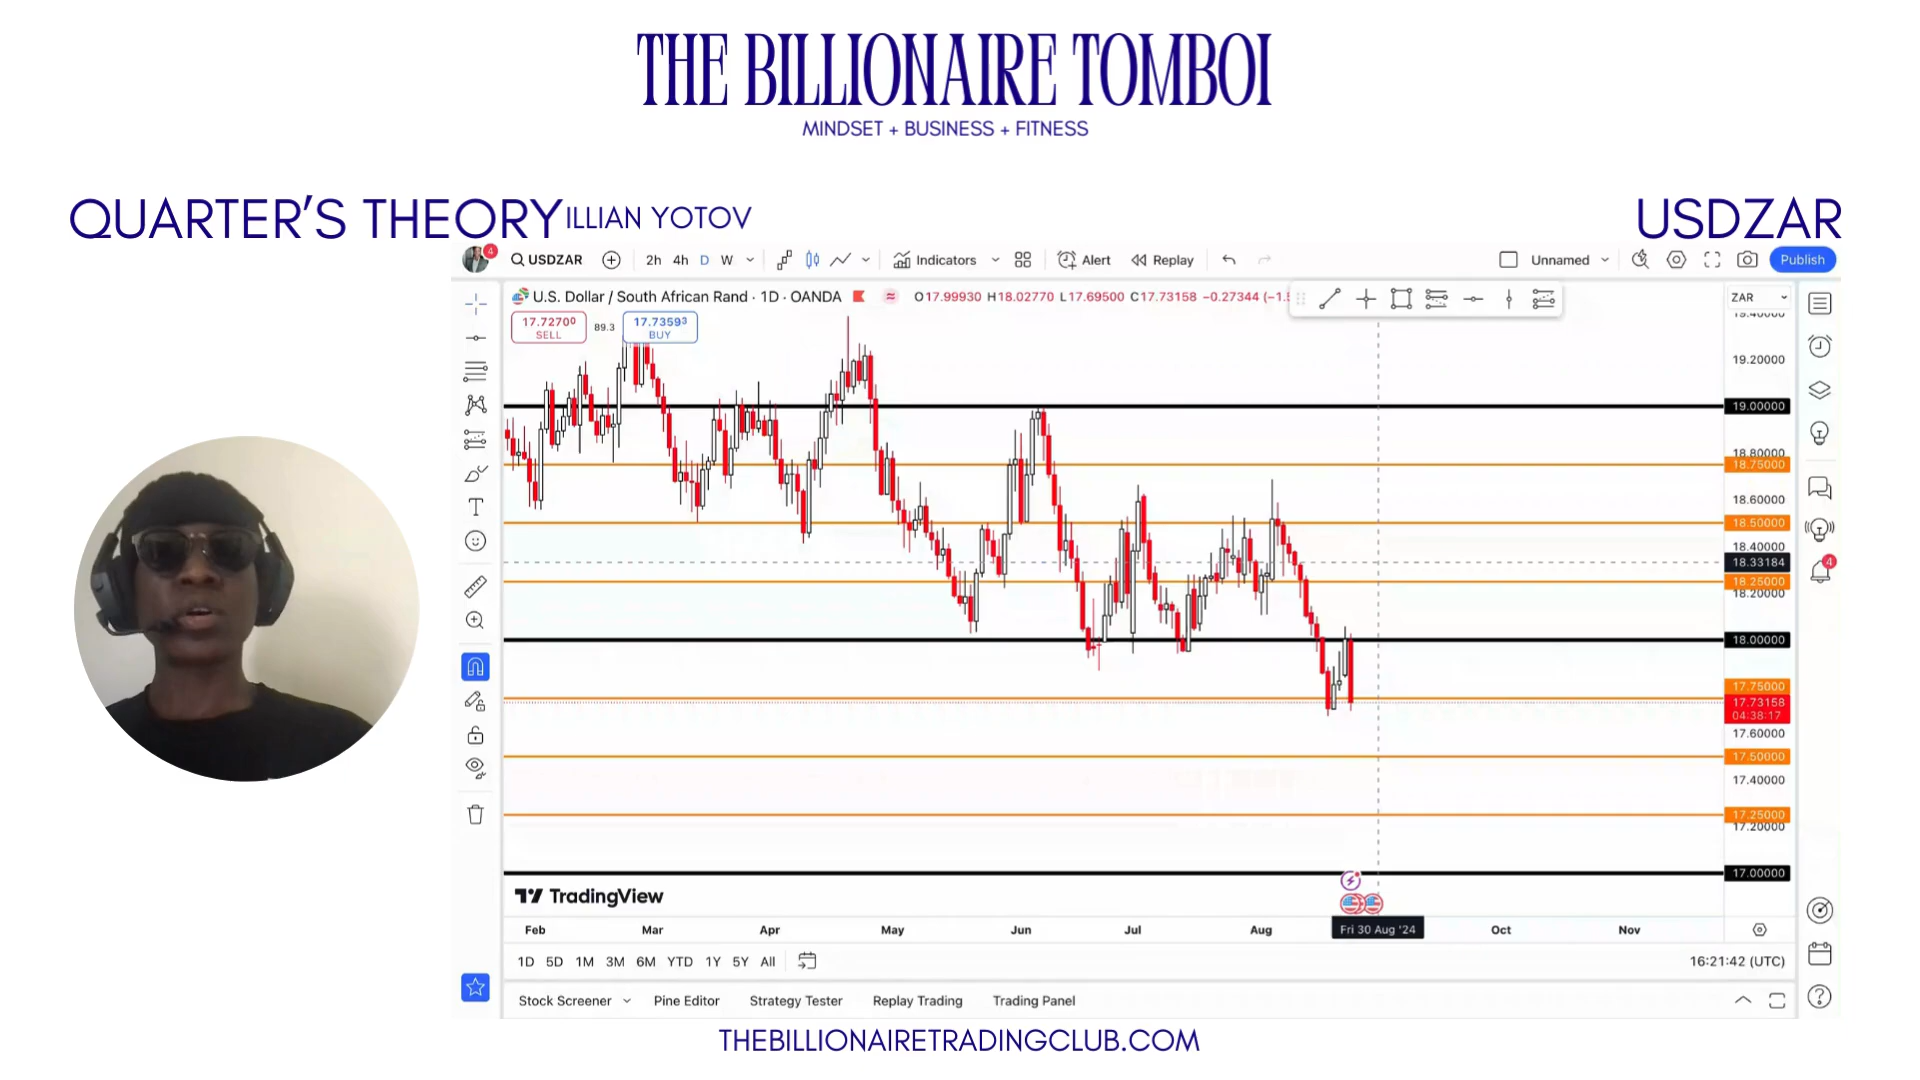 THE BILLIONAIRE TOMBOI
MINDSET + BUSINESS + FITNESS
QUARTER'S THEORY ILLIAN YOTOV
USDZAR
4
USDZAR
2h 4h D W
Indicators
Alert
Replay
Unnamed
Publish
U.S. Dollar / South African Rand · 1D · OANDA
O17.99930 H18.02770 L17.69500 C17.73158 −0.27344
ZAR
17.72700
SELL
89.3
17.73593
BUY
19.40000
19.20000
19.00000
18.80000
18.75000
18.60000
18.50000
18.40000
18.33184
18.25000
18.20000
18.00000
17.75000
17.73158
04:38:17
17.60000
17.50000
17.40000
17.25000
17.20000
17.00000
4
TradingView
Feb Mar Apr May Jun Jul Aug Fri 30 Aug '24 Oct Nov
1D 5D 1M 3M 6M YTD 1Y 5Y All
16:21:42 (UTC)
Stock Screener Pine Editor Strategy Tester Replay Trading Trading Panel
THEBILLIONAIRETRADINGCLUB.COM